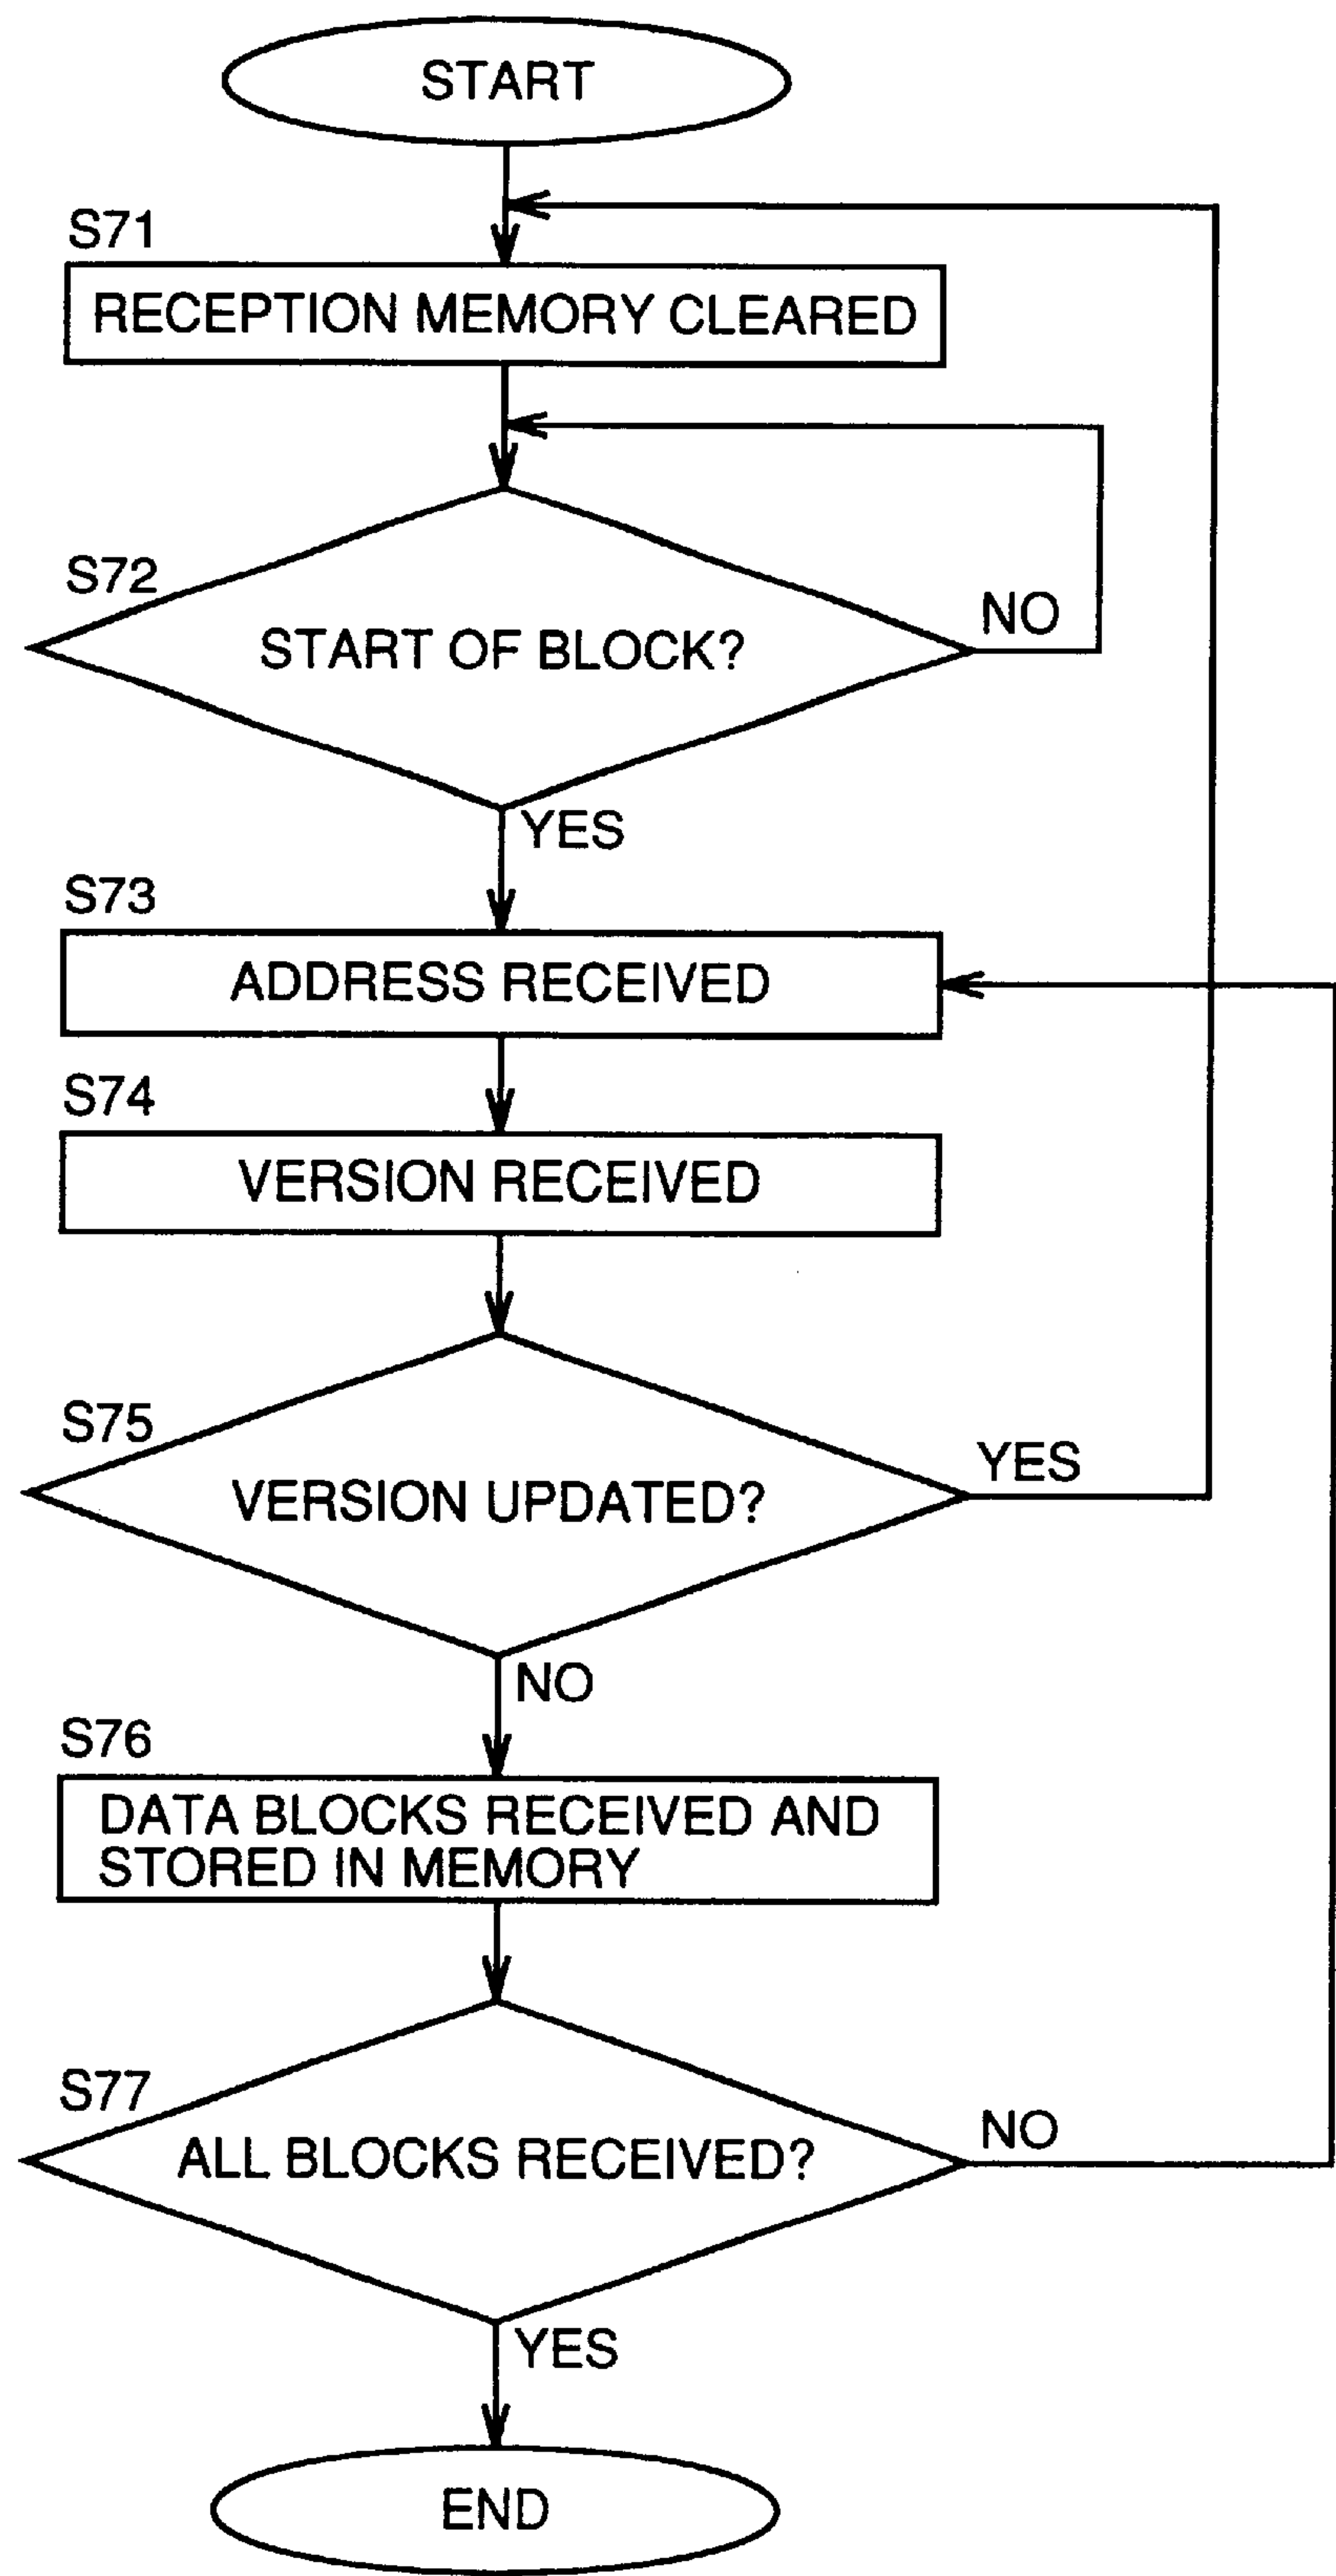 START
S71
RECEPTION MEMORY CLEARED
S72
START OF BLOCK?
NO
YES
S73
ADDRESS RECEIVED
S74
VERSION RECEIVED
S75
VERSION UPDATED?
YES
NO
S76
DATA BLOCKS RECEIVED AND
STORED IN MEMORY
S77
ALL BLOCKS RECEIVED?
NO
YES
END